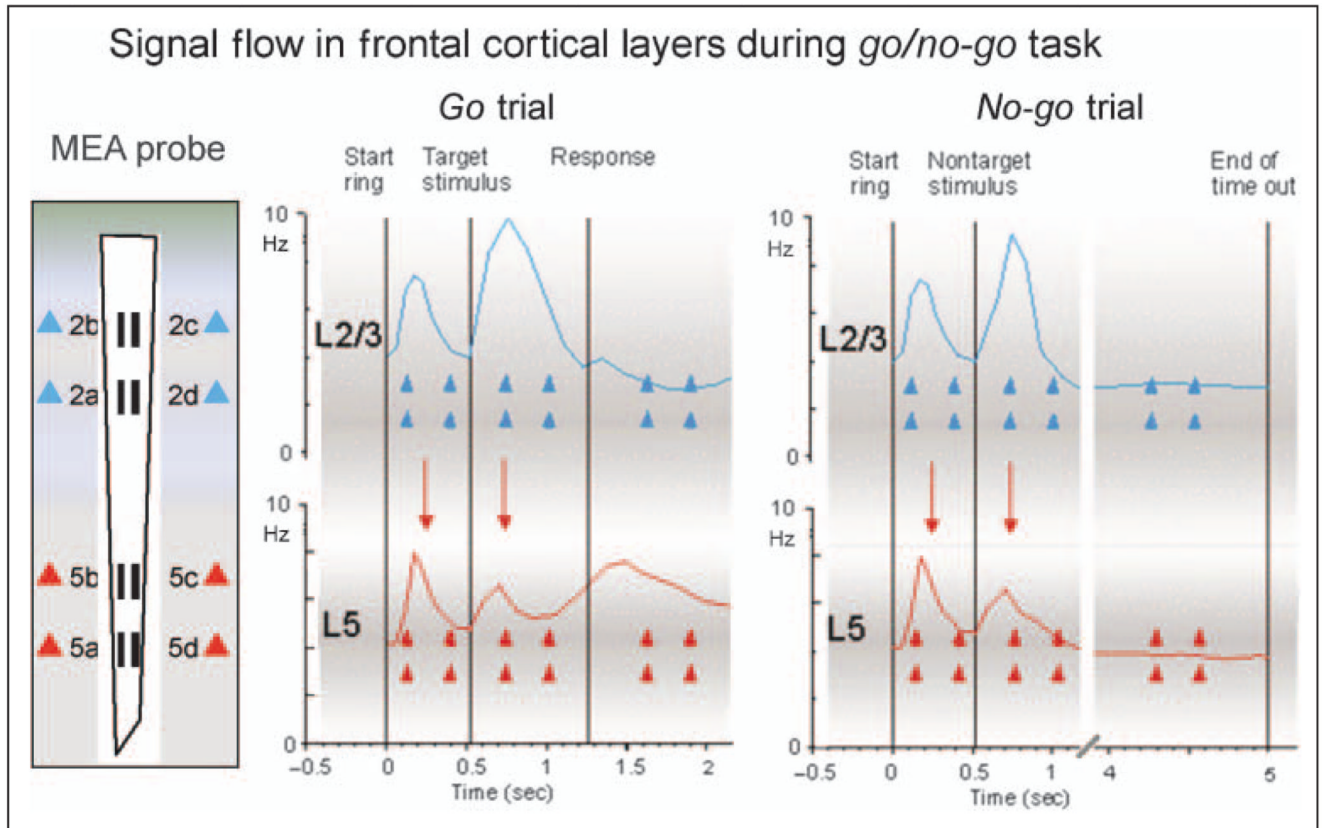 Signal flow in frontal cortical layers during go/no-go task
MEA probe
2b 2c
2a 2d
5b 5c
5a 5d
Go trial
Start ring
Target stimulus
Response
10
Hz
L2/3
0
10
Hz
L5
0
−0.5 0 0.5 1 1.5 2
Time (sec)
No-go trial
Start ring
Nontarget stimulus
End of time out
10
Hz
L2/3
0
10
Hz
L5
0
−0.5 0 0.5 1 4 5
Time (sec)